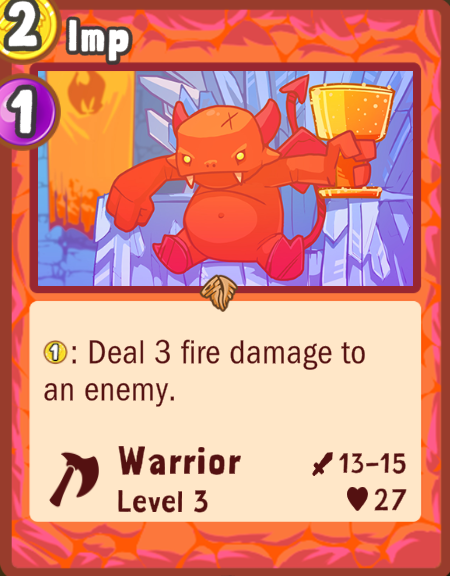 2 Imp
1
1: Deal 3 fire damage to
an enemy.
Warrior 13–15
Level 3 27